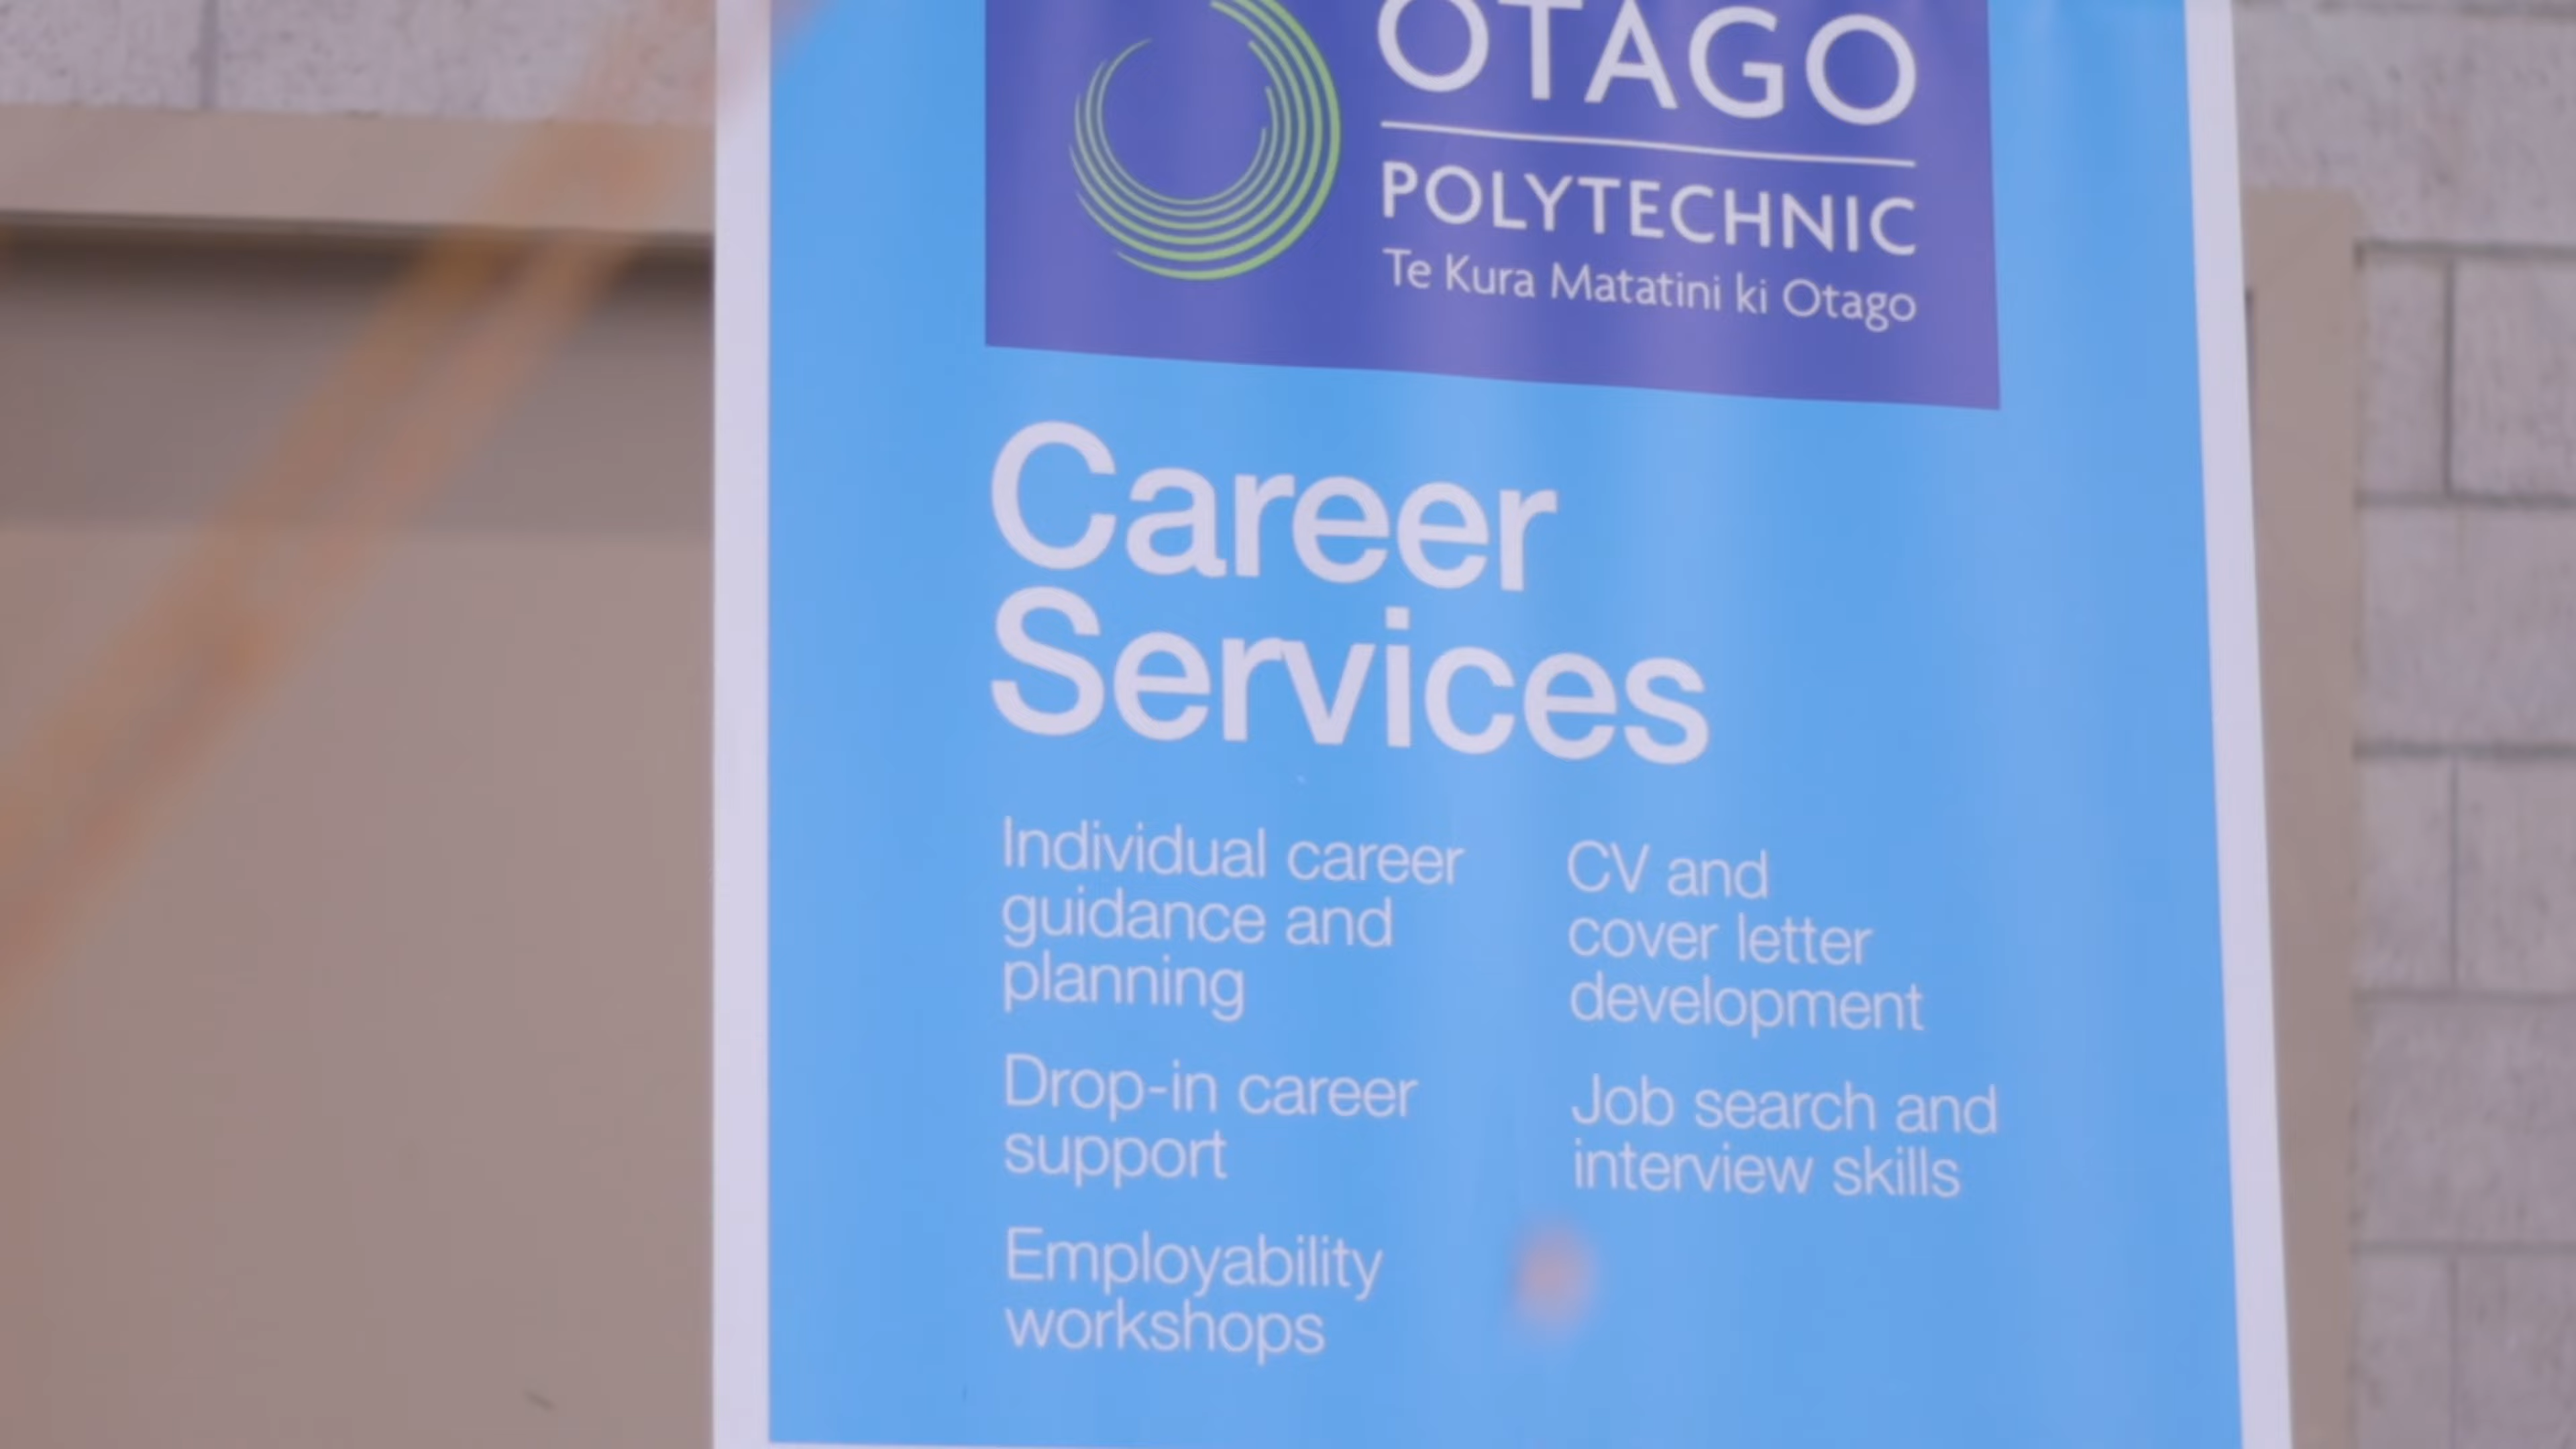 OTAGO
POLYTECHNIC
Te Kura Matatini ki Otago
Career
Services
Individual career
guidance and
planning
Drop-in career
support
Employability
workshops
CV and
cover letter
development
Job search and
interview skills